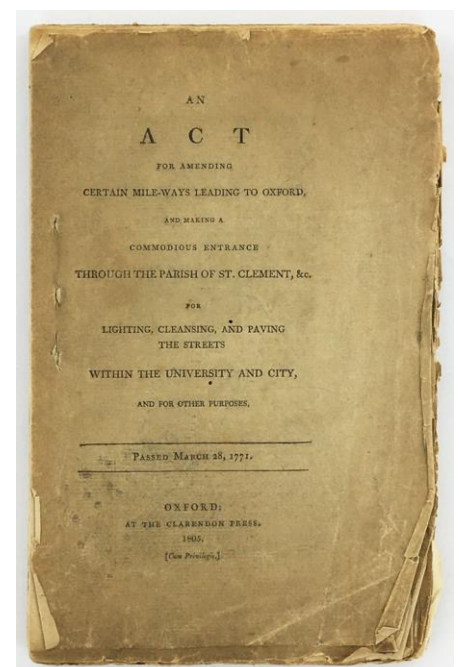 AN
ACT
FOR AMENDING
CERTAIN MILE-WAYS LEADING TO OXFORD,
AND MAKING A
COMMODIOUS ENTRANCE
THROUGH THE PARISH OF ST. CLEMENT, &c.
FOR
LIGHTING, CLEANSING, AND PAVING
THE STREETS
WITHIN THE UNIVERSITY AND CITY,
AND FOR OTHER PURPOSES,
PASSED MARCH 28, 1771.
OXFORD:
AT THE CLARENDON PRESS.
1805.
[Cum Privilegio.]